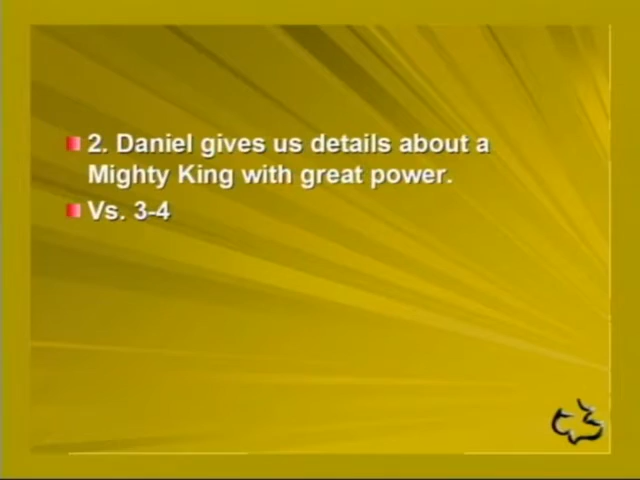 2. Daniel gives us details about a
Mighty King with great power.
Vs. 3-4